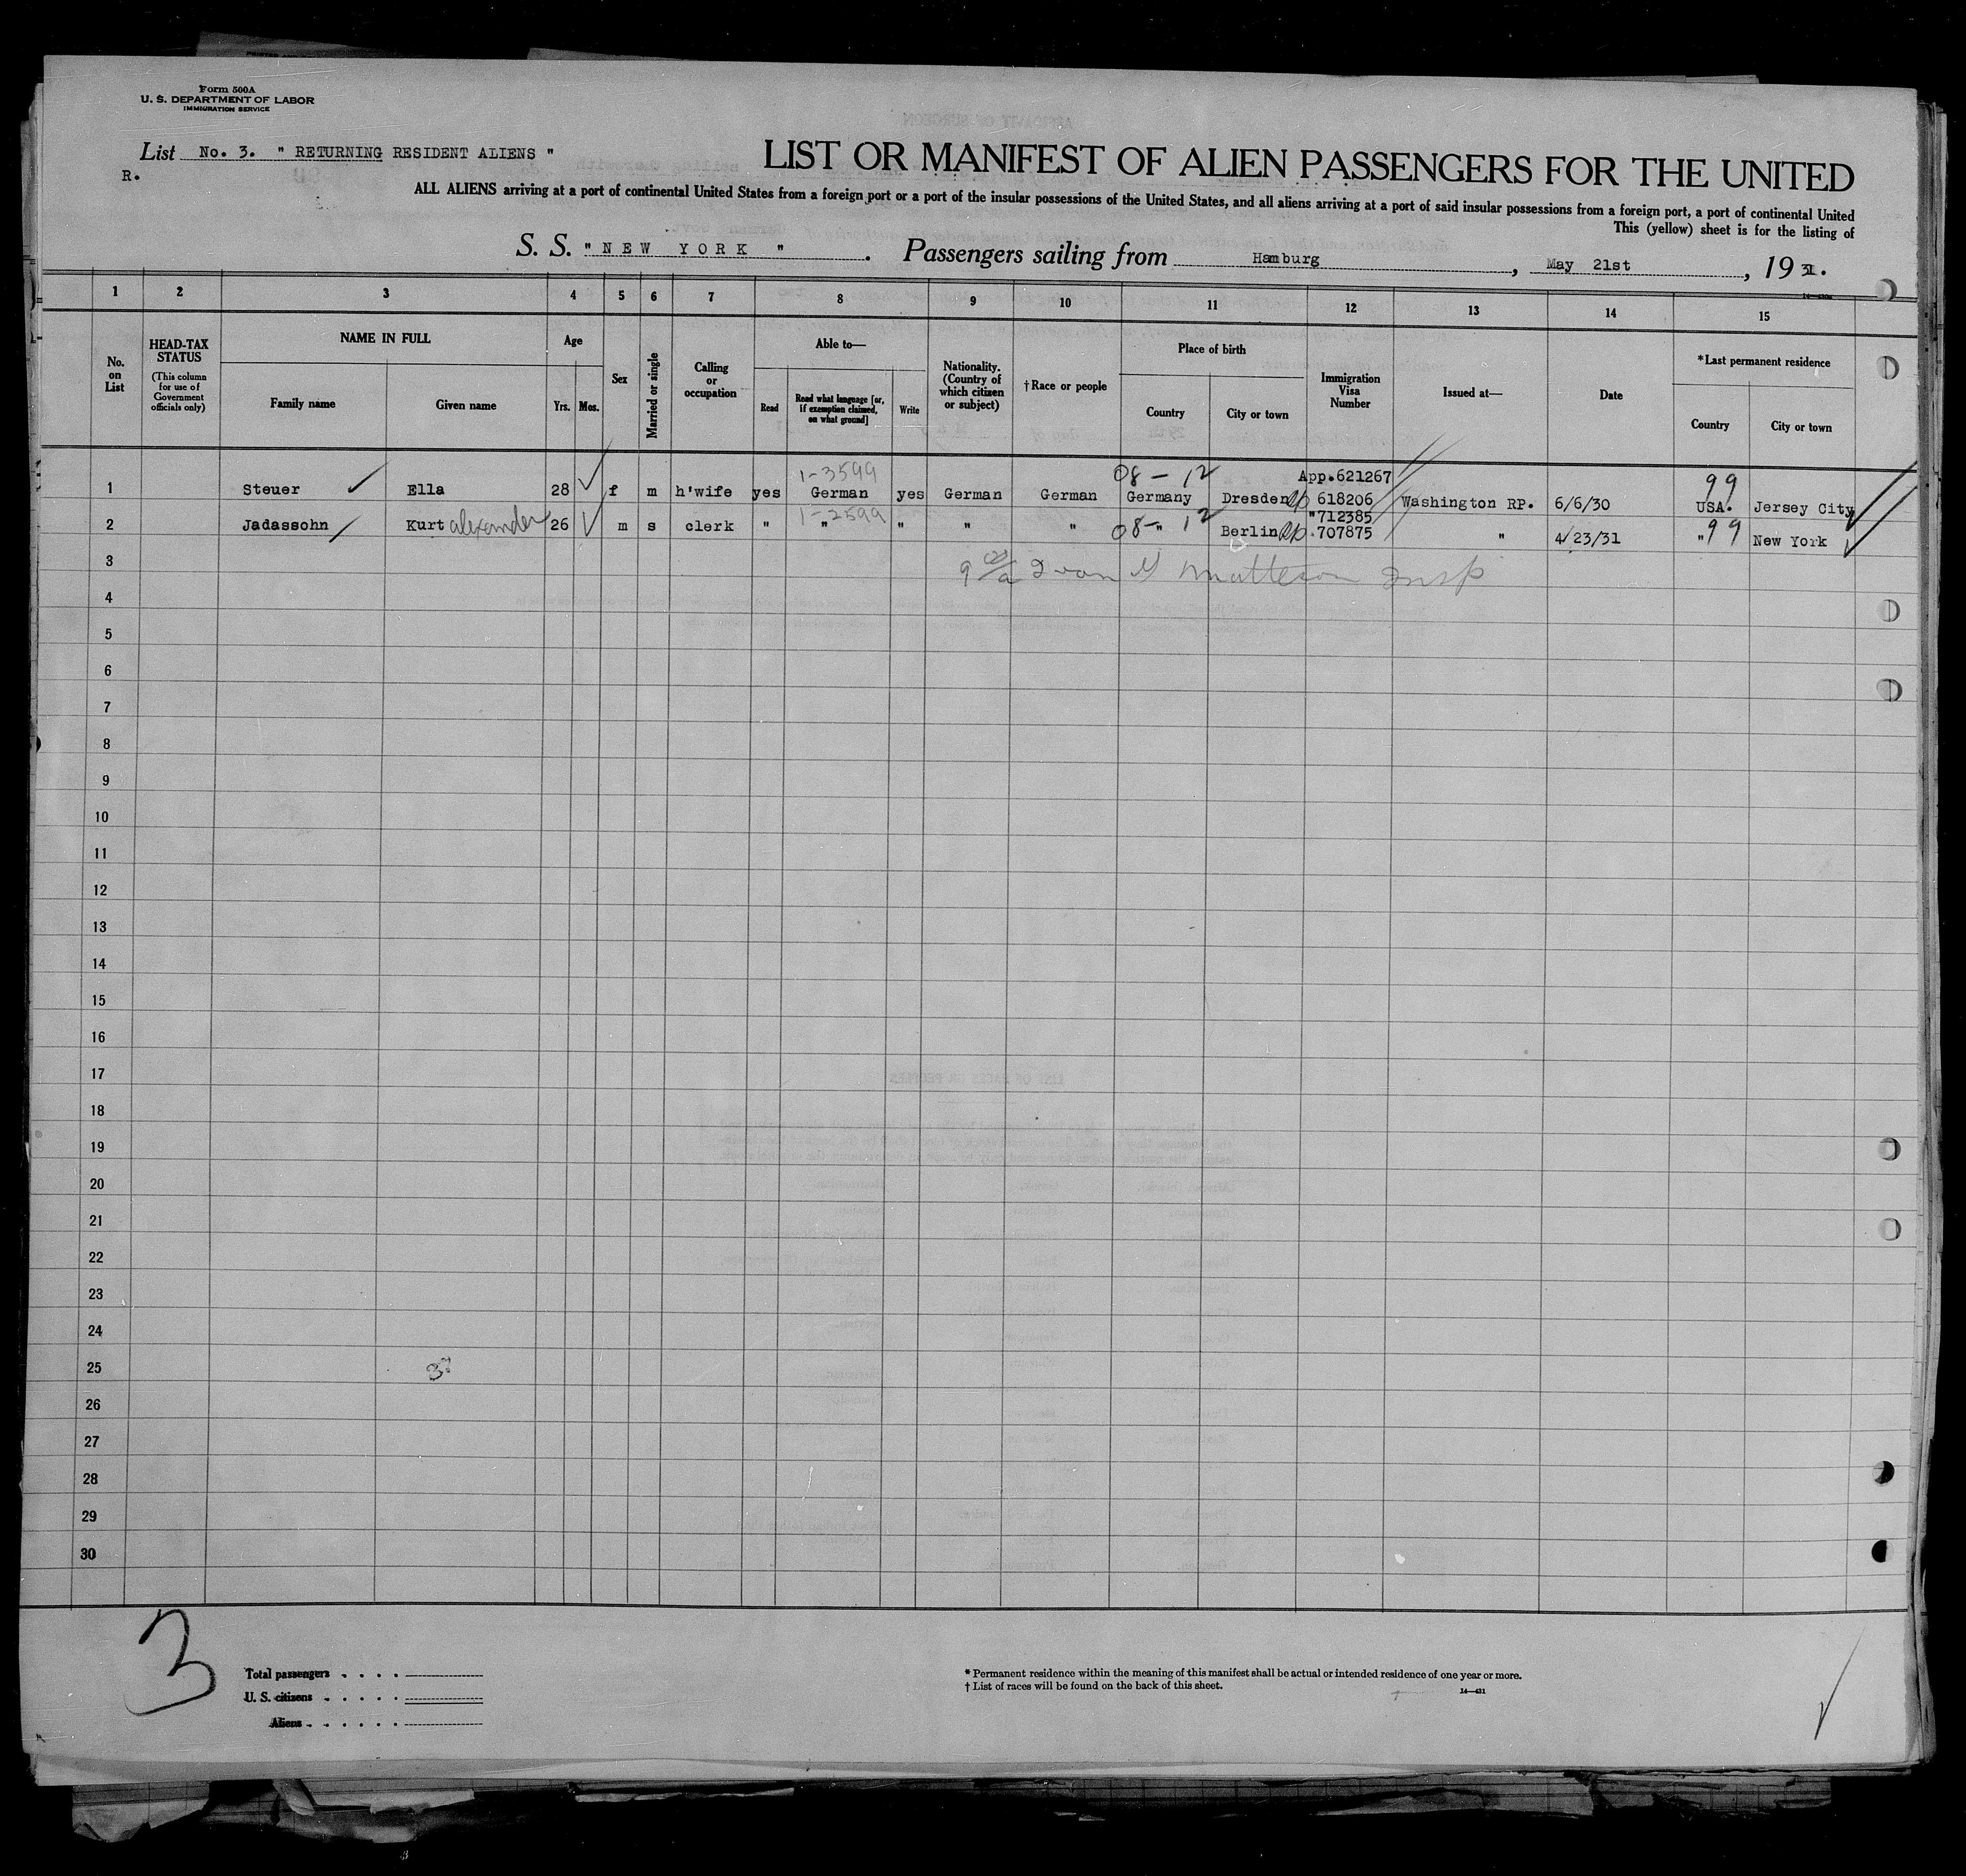 Form 500A
U. S. DEPARTMENT OF LABOR
IMMIGRATION SERVICE
List No. 3. " RETURNING RESIDENT ALIENS "
R.
LIST OR MANIFEST OF ALIEN PASSENGERS FOR THE UNITED
ALL ALIENS arriving at a port of continental United States from a foreign port or a port of the insular possessions of the United States, and all aliens arriving at a port of said insular possessions from a foreign port, a port of continental United
This (yellow) sheet is for the listing of
S. S. " NEW YORK ". Passengers sailing from Hamburg, May 21st, 1931.
1 2 3 4 5 6 7 8 9 10 11 12 13 14 15
No. on List
HEAD-TAX STATUS
(This column for use of Government officials only)
NAME IN FULL
Family name Given name
Age
Yrs. Mos.
Sex
Married or single
Calling or occupation
Able to—
Read Read what language [or, if exemption claimed, on what ground] Write
Nationality. (Country of which citizen or subject)
†Race or people
Place of birth
Country City or town
Immigration Visa Number
Issued at—
Date
*Last permanent residence
Country City or town
1-3599 08 - 12 App.621267 99
1 Steuer Ella 28 f m h'wife yes German yes German German Germany Dresden 618206 Washington RP. 6/6/30 USA. Jersey City
1-2599 08- 12 "712385 99
2 Jadassohn Kurt alexander 26 m s clerk " " " " " " Berlin .707875 " 4/23/31 " New York
3 Ivan G Matteson Insp
4
5
6
7
8
9
10
11
12
13
14
15
16
17
18
19
20
21
22
23
24
25
26
27
28
29
30
3
Total passengers
U. S. citizens
Aliens
* Permanent residence within the meaning of this manifest shall be actual or intended residence of one year or more.
† List of races will be found on the back of this sheet.
14—431